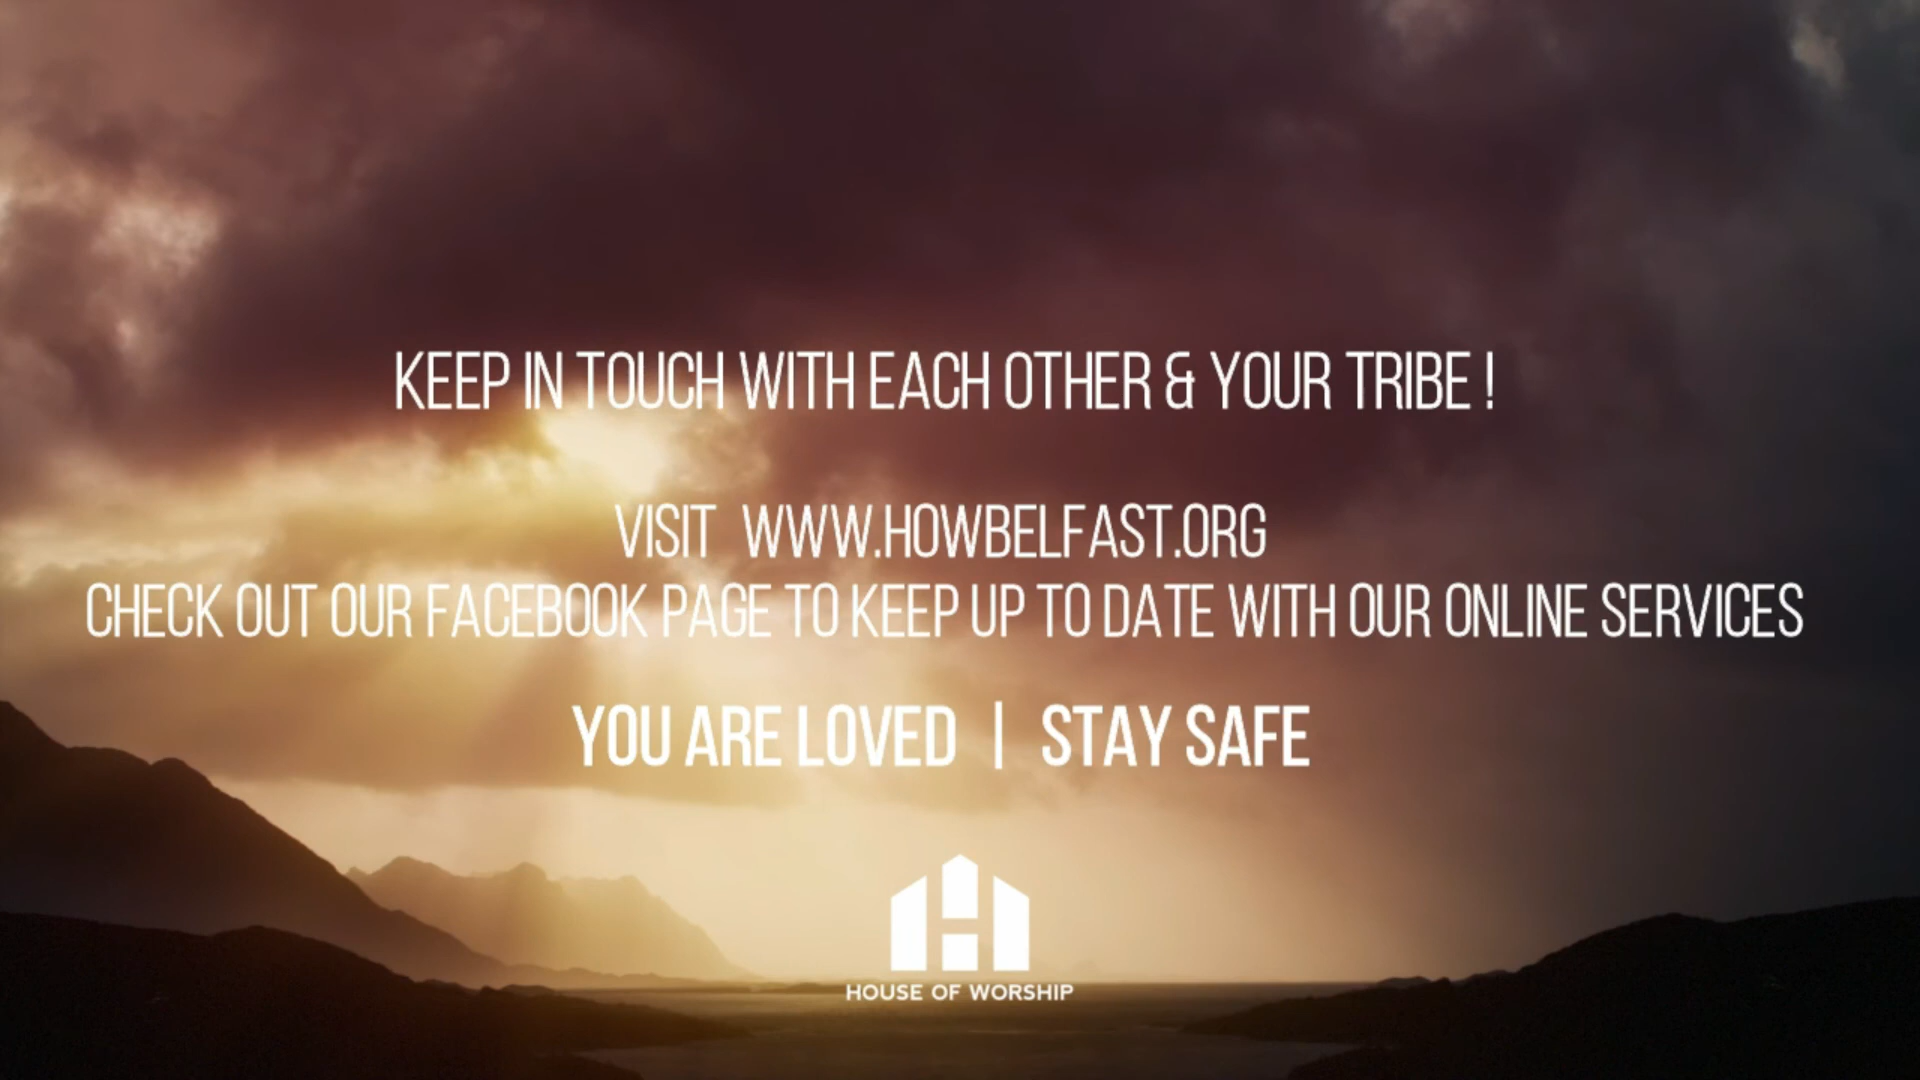 KEEP IN TOUCH WITH EACH OTHER & YOUR TRIBE !
VISIT WWW.HOWBELFAST.ORG
CHECK OUT OUR FACEBOOK PAGE TO KEEP UP TO DATE WITH OUR ONLINE SERVICES
YOU ARE LOVED | STAY SAFE
HOUSE OF WORSHIP